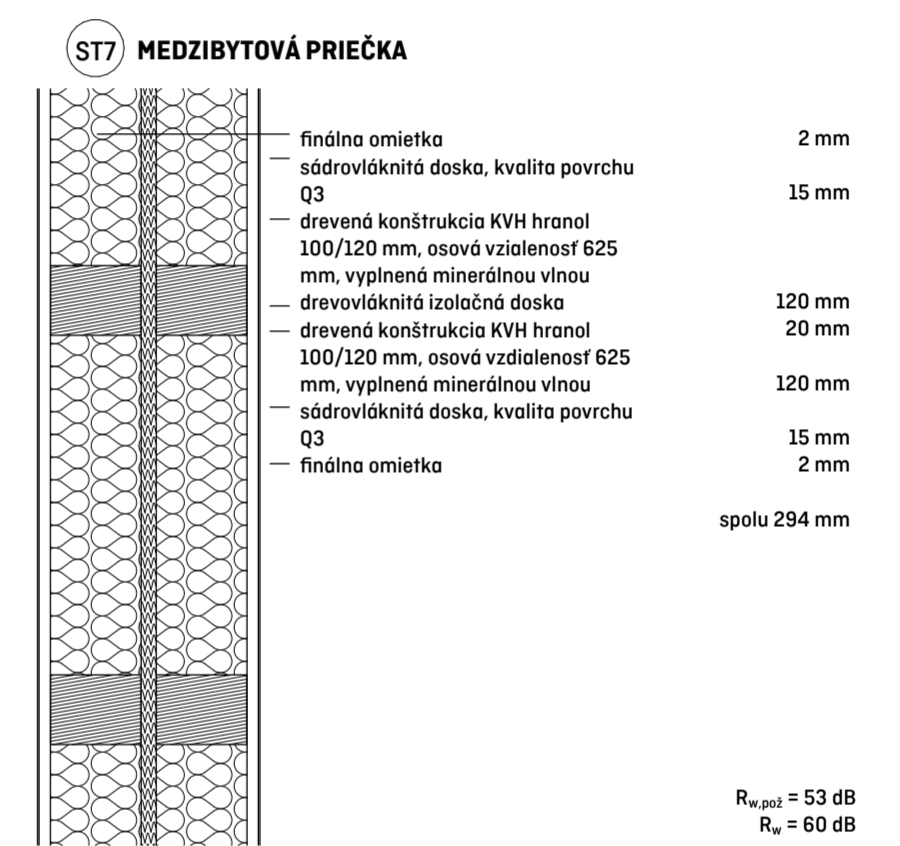 ST7 MEDZIBYTOVÁ PRIEČKA
finálna omietka 2 mm
sádrovláknitá doska, kvalita povrchu
Q3 15 mm
drevená konštrukcia KVH hranol
100/120 mm, osová vzialenosť 625
mm, vyplnená minerálnou vlnou
drevovláknitá izolačná doska 120 mm
drevená konštrukcia KVH hranol 20 mm
100/120 mm, osová vzdialenosť 625
mm, vyplnená minerálnou vlnou 120 mm
sádrovláknitá doska, kvalita povrchu
Q3 15 mm
finálna omietka 2 mm
spolu 294 mm
Rw,pož = 53 dB
Rw = 60 dB